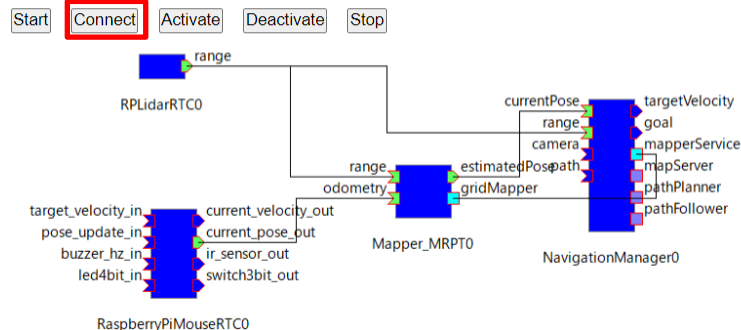 Start Connect Activate Deactivate Stop
range
RPLidarRTC0
currentPose targetVelocity
range goal
camera mapperService
path mapServer
pathPlanner
pathFollower
NavigationManager0
range estimatedPose
odometry gridMapper
Mapper_MRPT0
target_velocity_in current_velocity_out
pose_update_in current_pose_out
buzzer_hz_in ir_sensor_out
led4bit_in switch3bit_out
RaspberryPiMouseRTC0